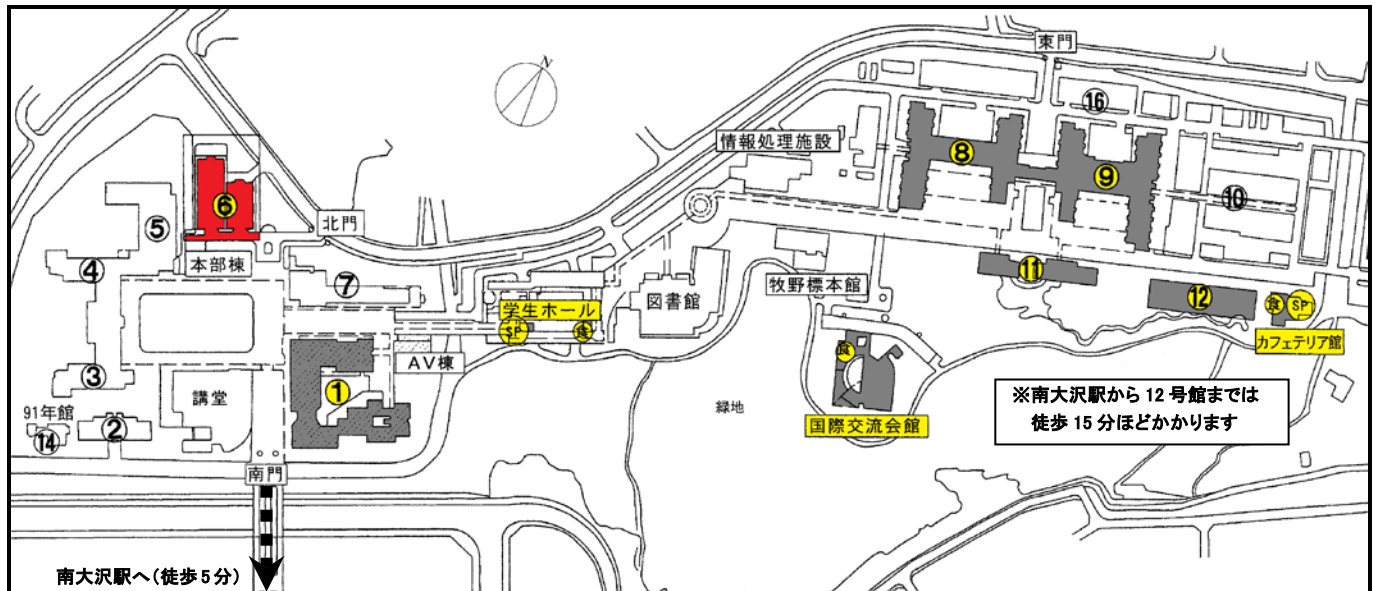 N
東門
⑯
情報処理施設
⑧
⑨
⑩
⑥
⑤
北門
本部棟
④
⑦
学生ホール
SP
食
図書館
牧野標本館
⑪
⑫
食
SP
カフェテリア館
AV棟
食
③
講堂
①
91年館
⑭
②
緑地
国際交流会館
※南大沢駅から 12 号館までは
徒歩 15 分ほどかかります
南門
南大沢駅へ(徒歩5分)